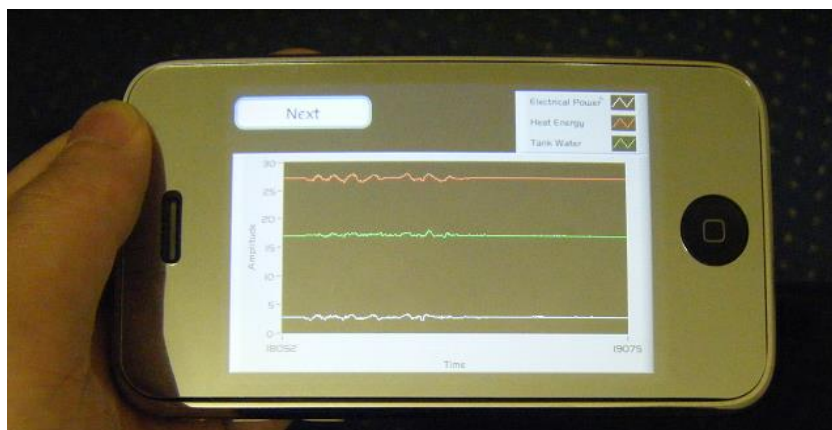 Next
Electrical Power
Heat Energy
Tank Water
30
25
20
15
10
5
0
Amplitude
18052
19075
Time